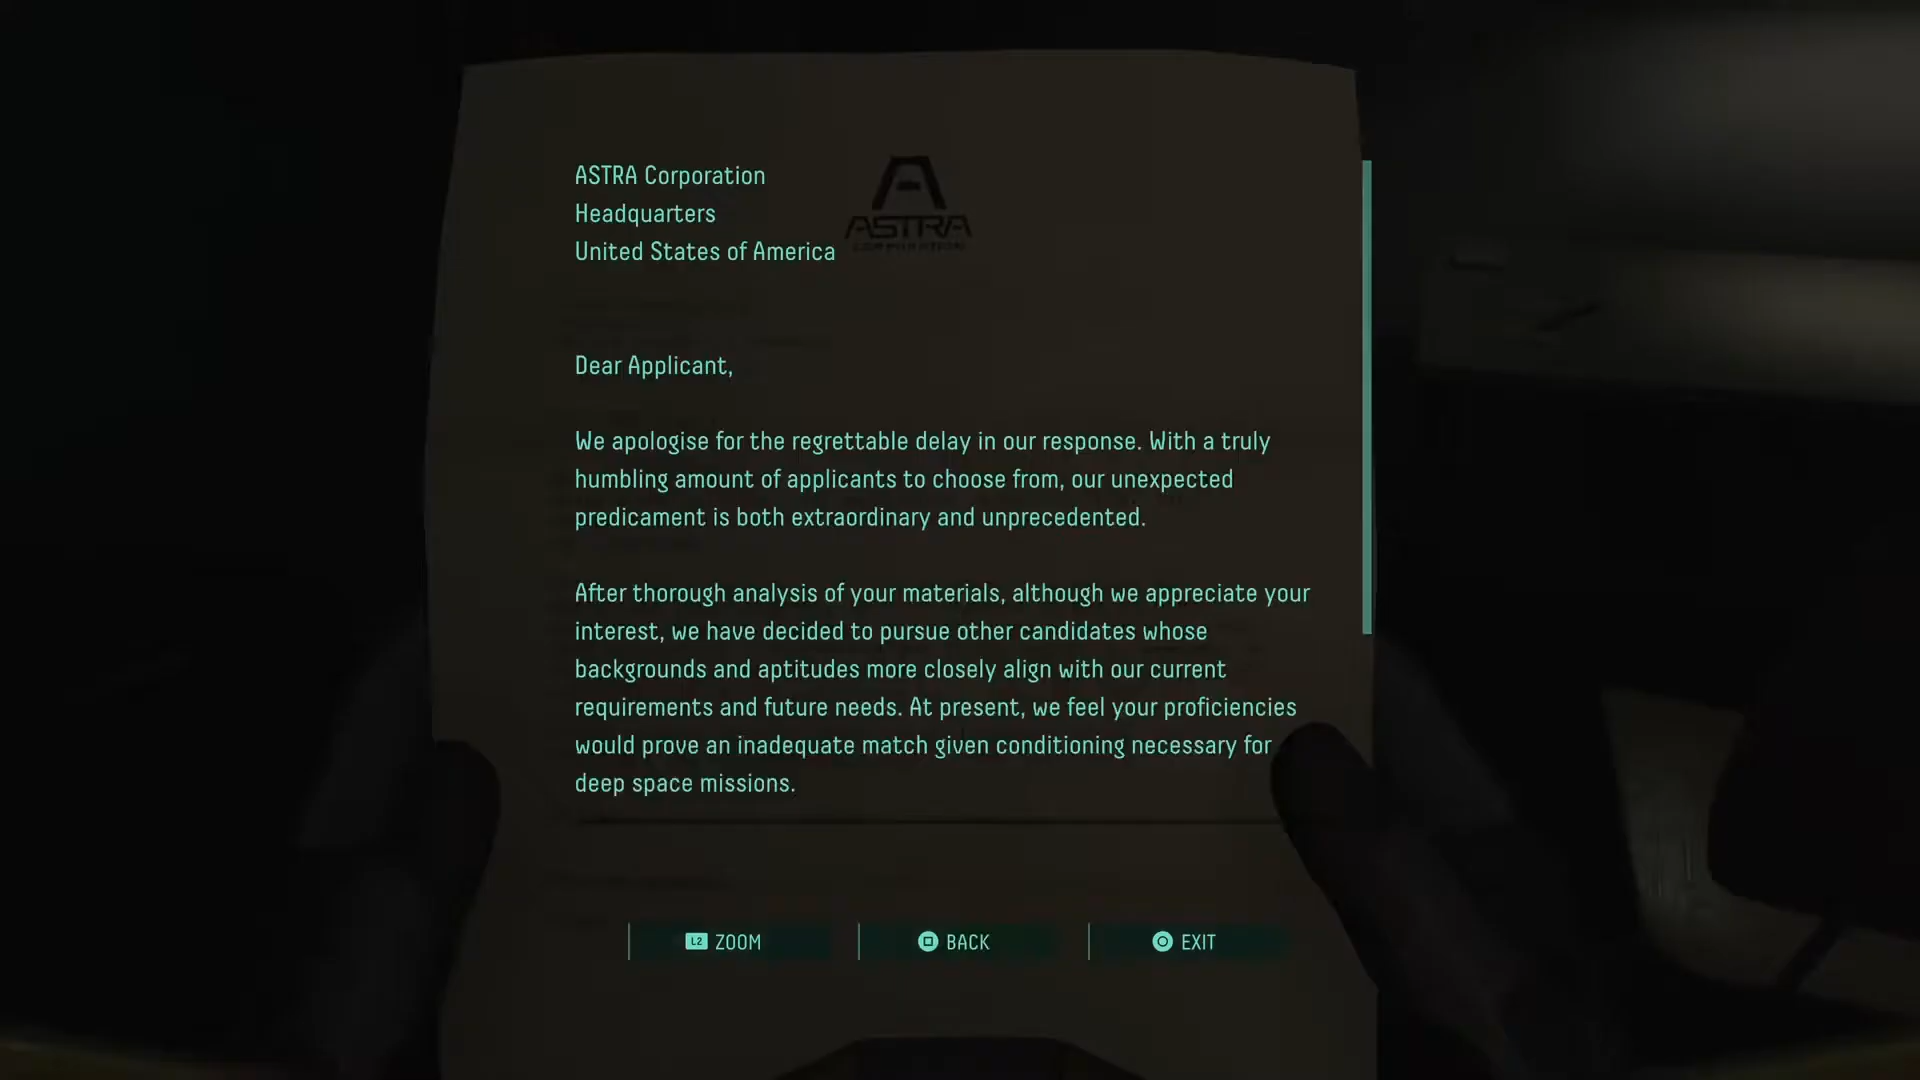 ASTRA Corporation
Headquarters
United States of America
ASTRA
Dear Applicant,
We apologise for the regrettable delay in our response. With a truly
humbling amount of applicants to choose from, our unexpected
predicament is both extraordinary and unprecedented.
After thorough analysis of your materials, although we appreciate your
interest, we have decided to pursue other candidates whose
backgrounds and aptitudes more closely align with our current
requirements and future needs. At present, we feel your proficiencies
would prove an inadequate match given conditioning necessary for
deep space missions.
L2 ZOOM
BACK
EXIT